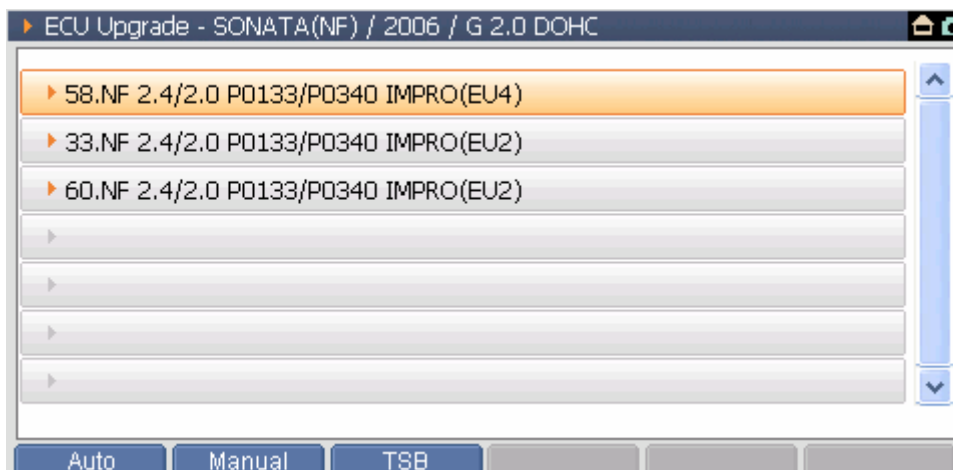 ECU Upgrade - SONATA(NF) / 2006 / G 2.0 DOHC
58.NF 2.4/2.0 P0133/P0340 IMPRO(EU4)
33.NF 2.4/2.0 P0133/P0340 IMPRO(EU2)
60.NF 2.4/2.0 P0133/P0340 IMPRO(EU2)
Auto Manual TSB